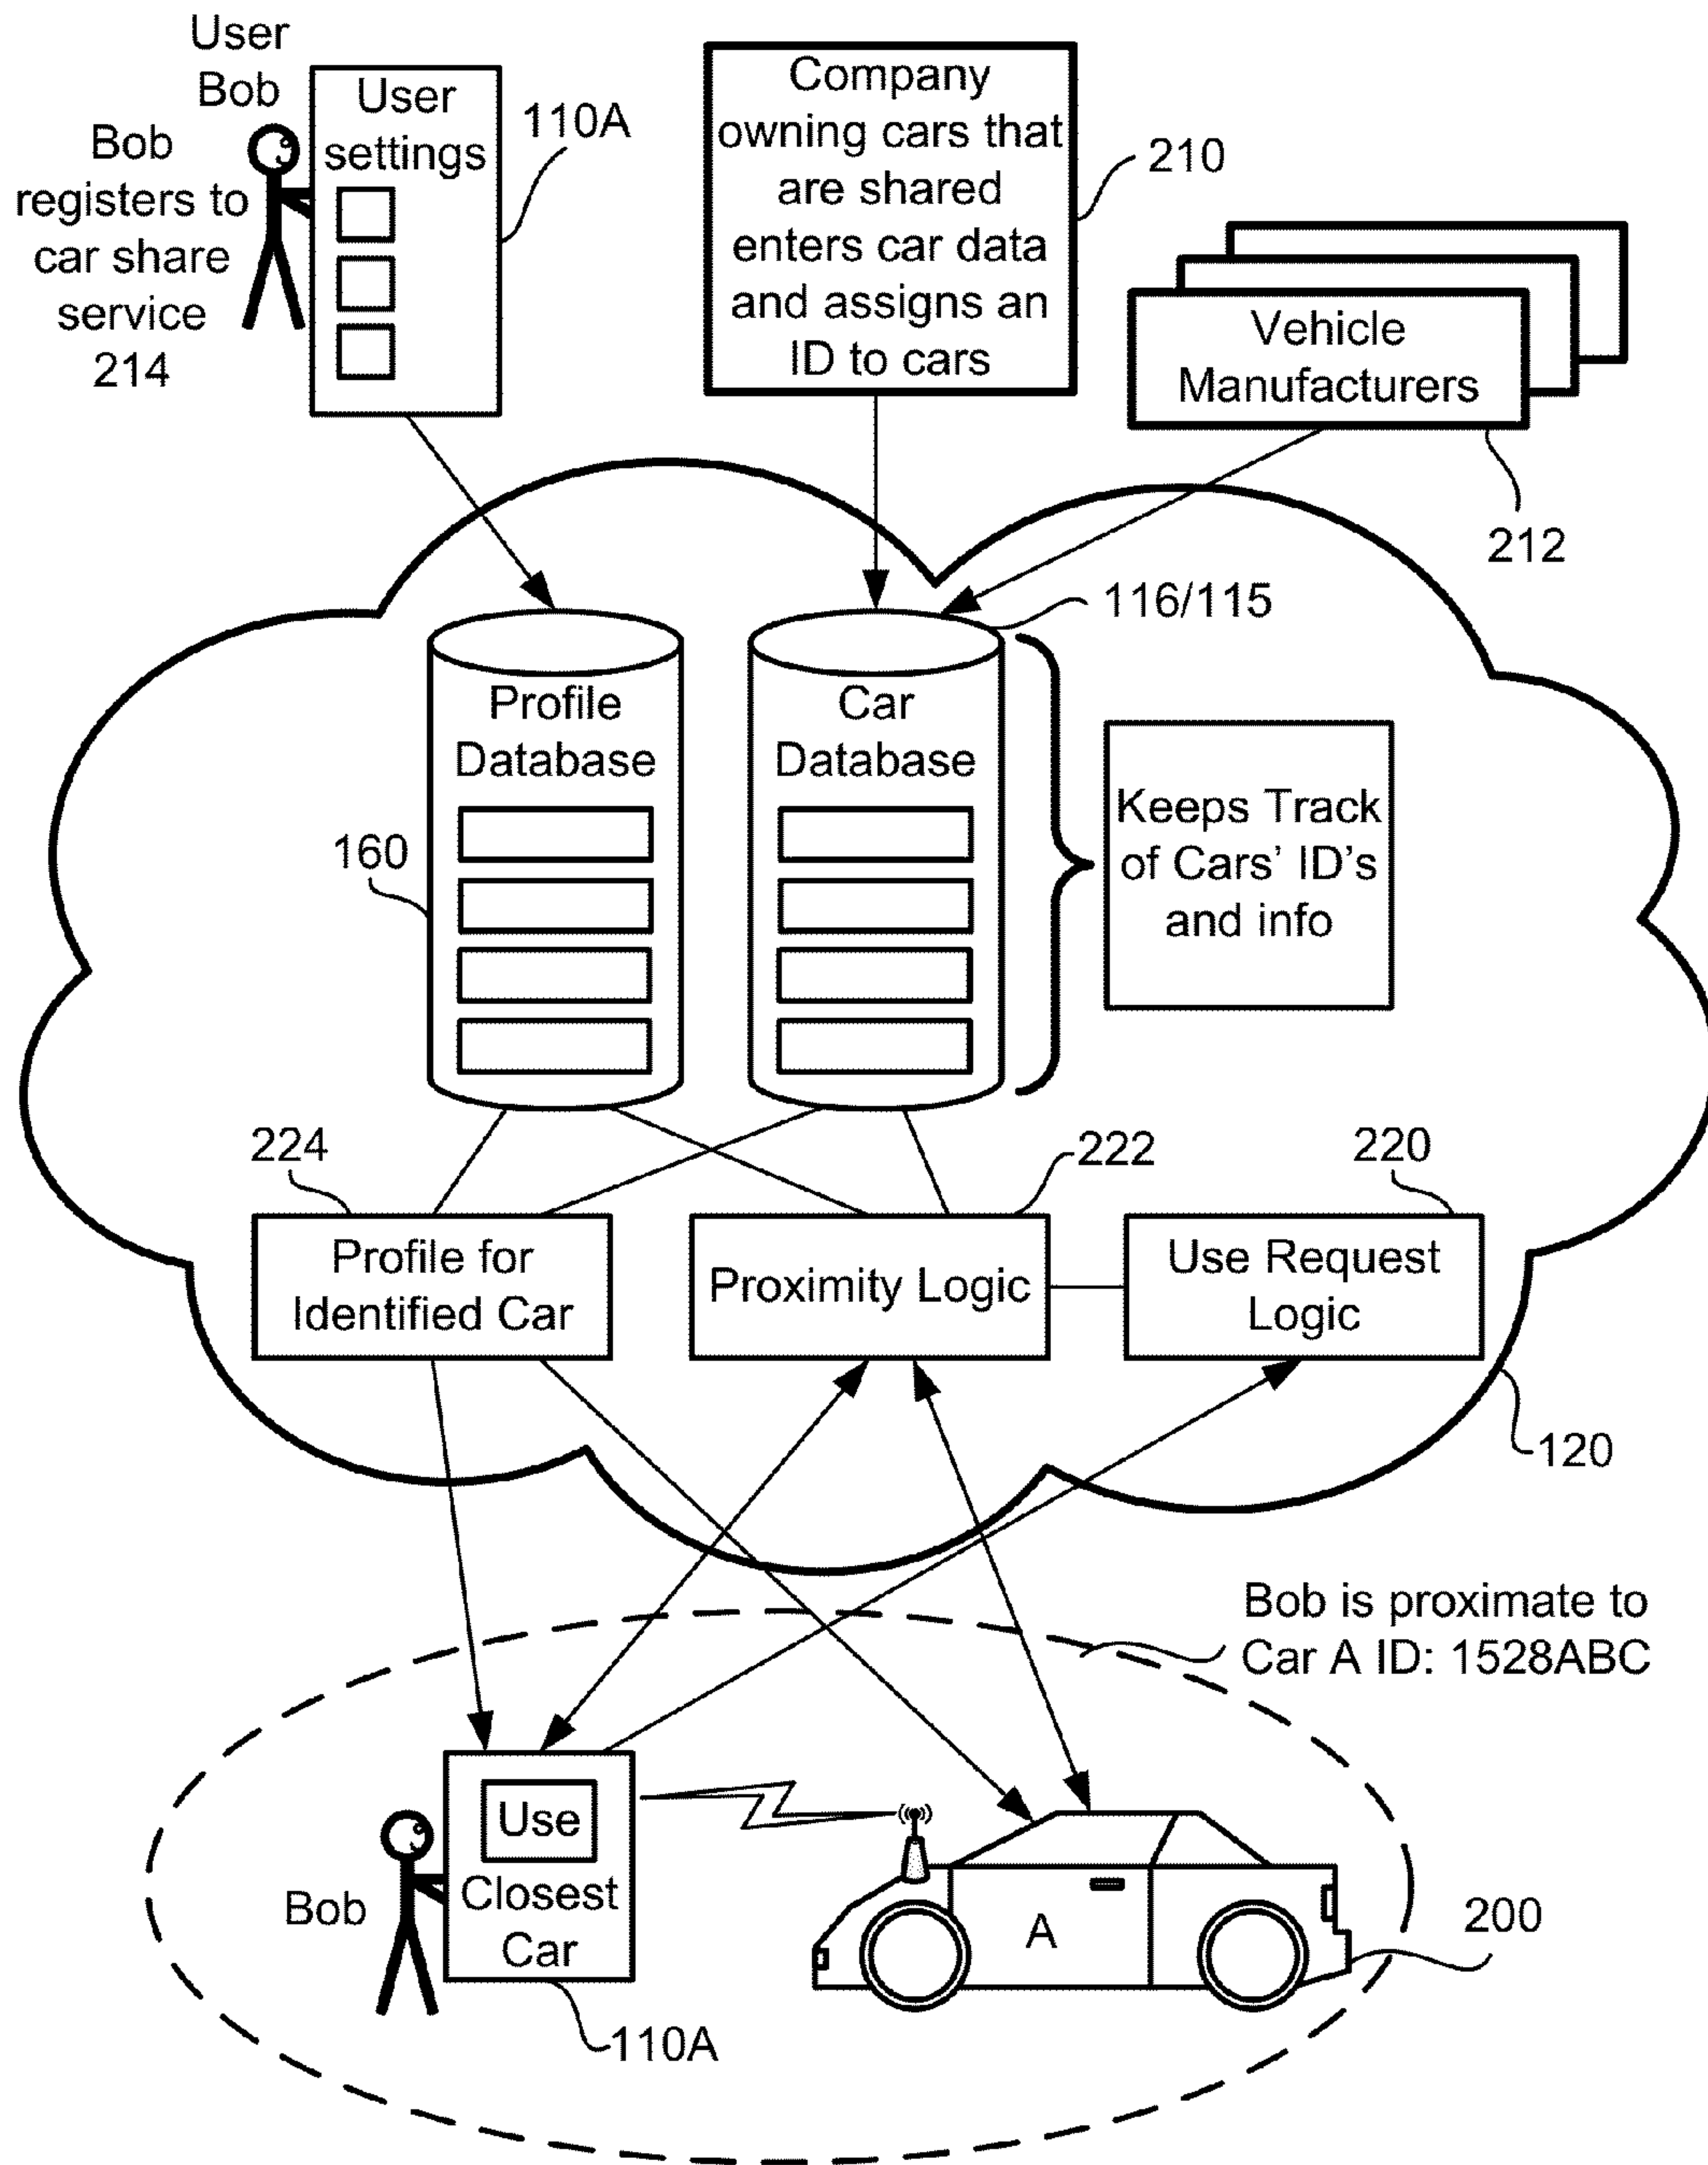 User
Bob
Bob
registers to
car share
service
214
User
settings
110A
Company
owning cars that
are shared
enters car data
and assigns an
ID to cars
210
Vehicle
Manufacturers
212
116/115
Profile
Database
Car
Database
160
Keeps Track
of Cars’ ID’s
and info
224
222
220
Profile for
Identified Car
Proximity Logic
Use Request
Logic
120
Bob is proximate to
Car A ID: 1528ABC
Use
Closest
Car
Bob
A
200
110A